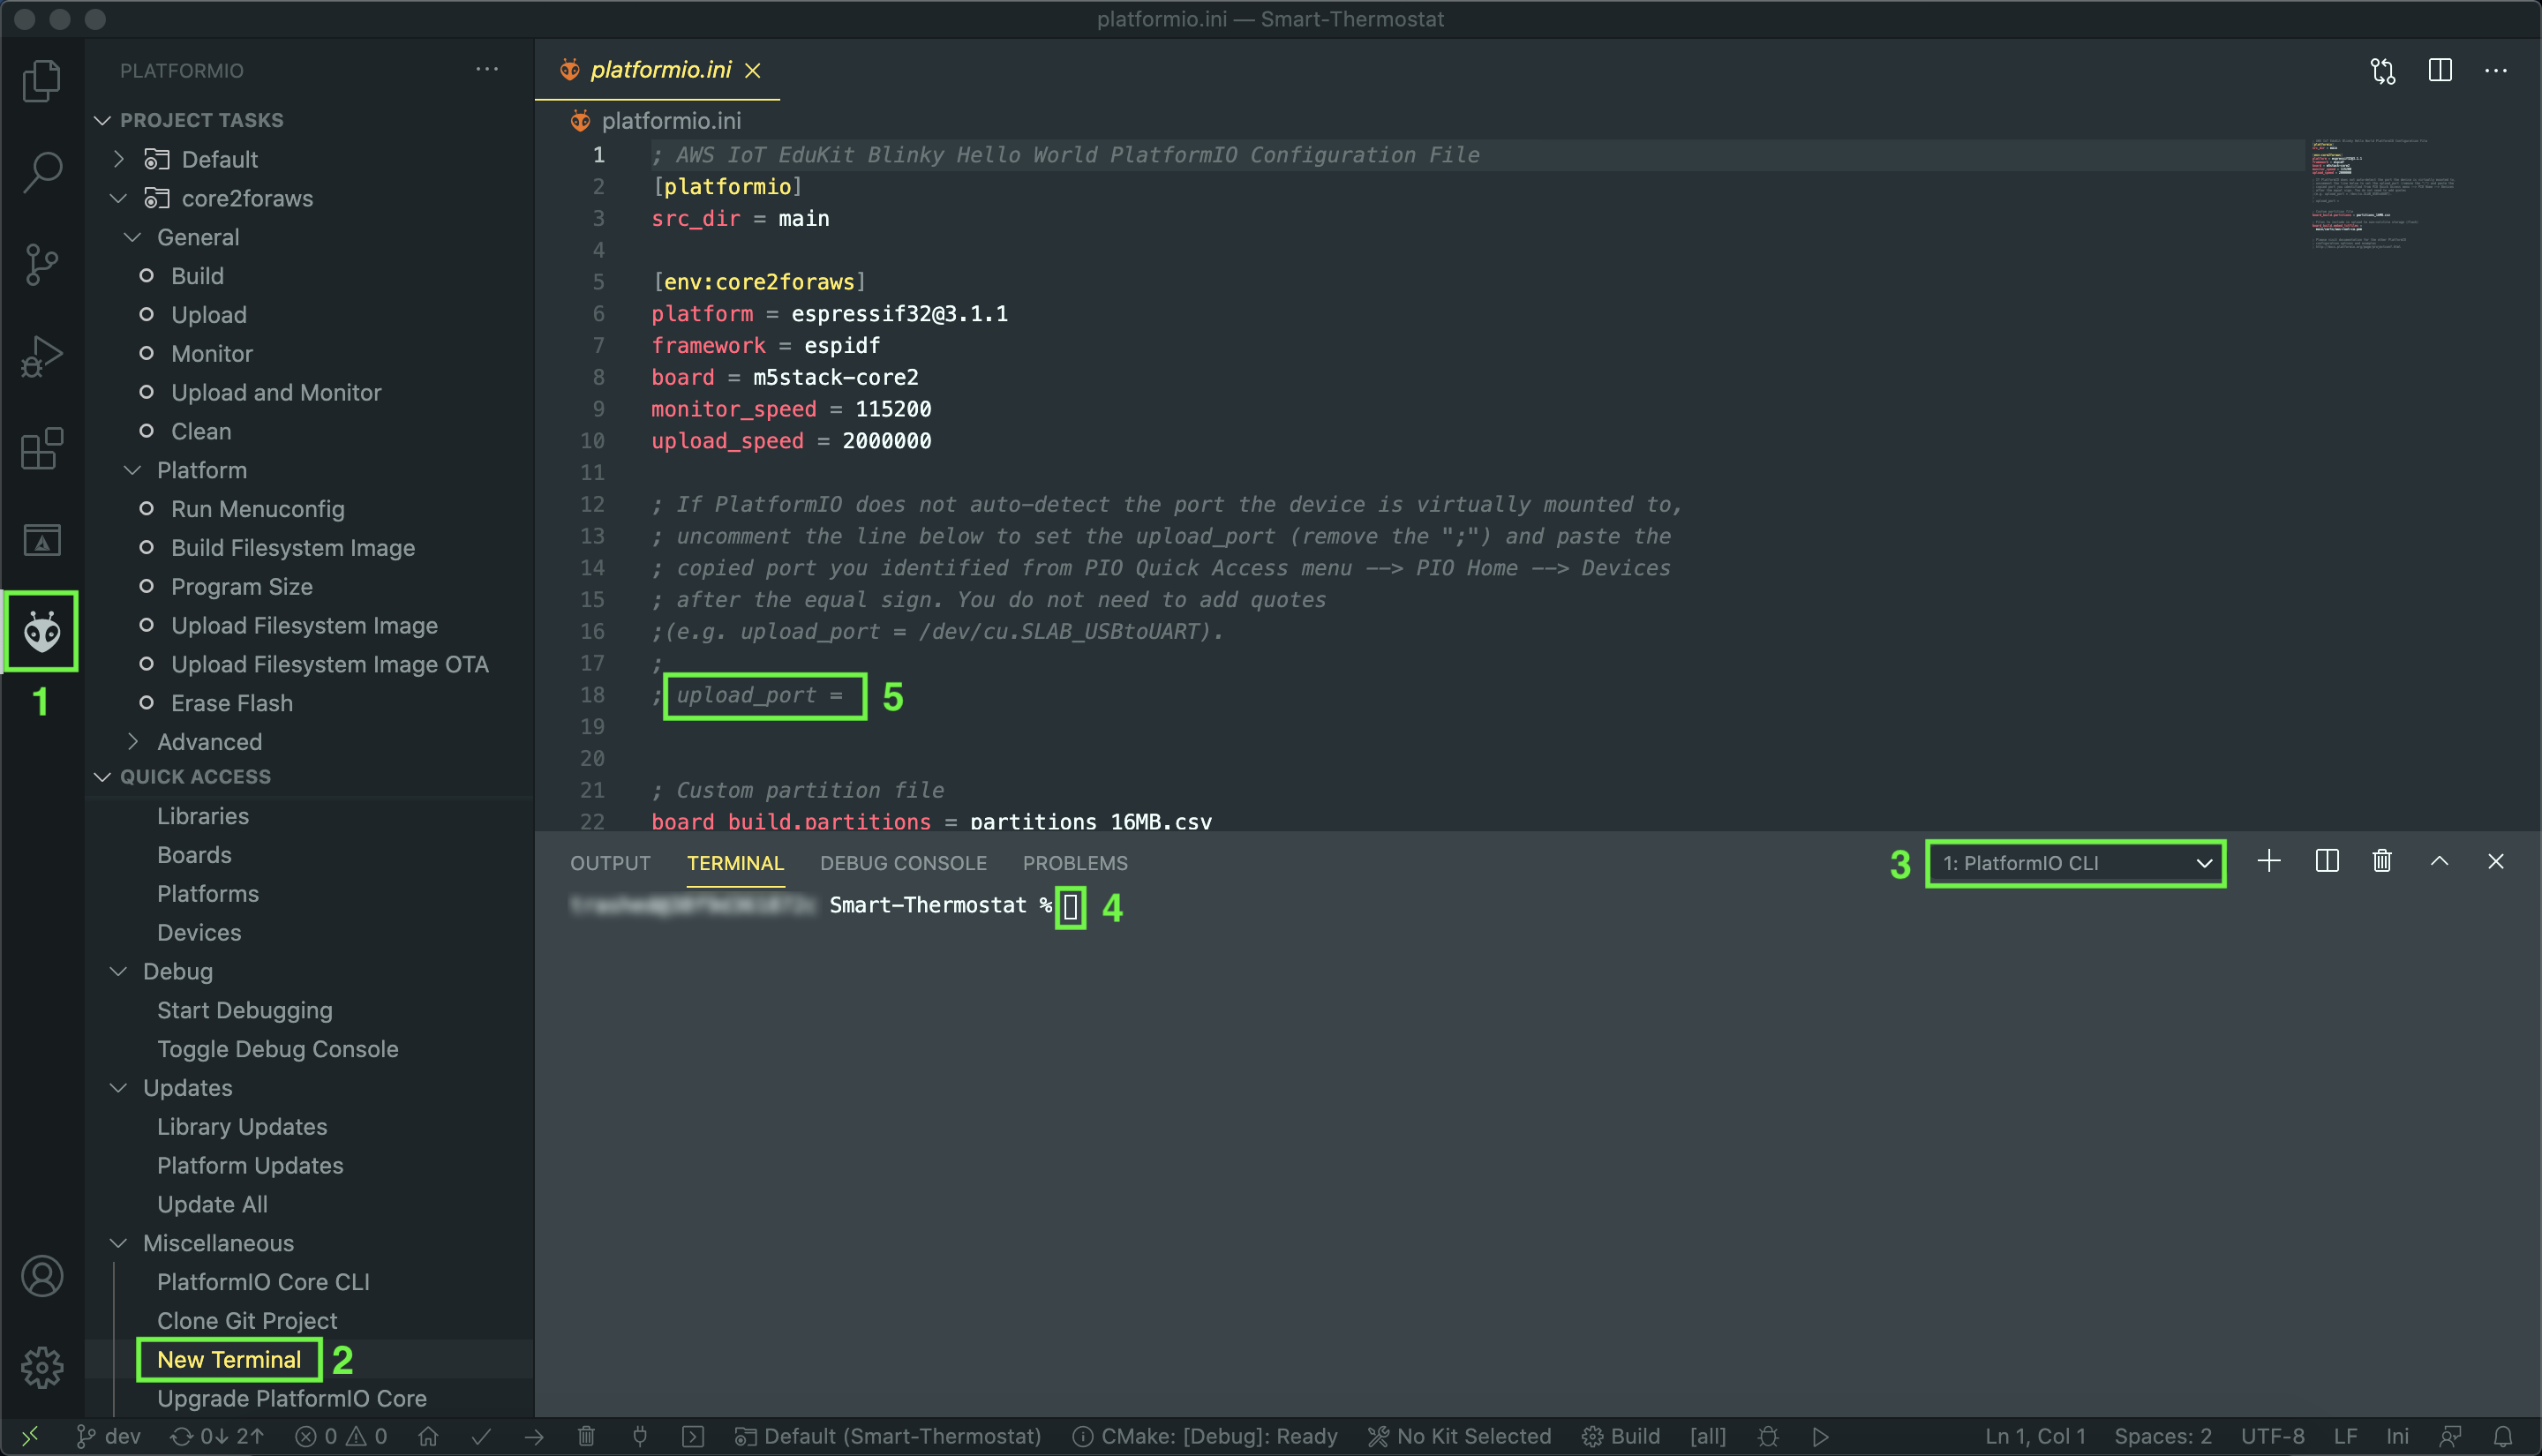 platformio.ini — Smart-Thermostat
PLATFORMIO
PROJECT TASKS
Default
core2foraws
General
Build
Upload
Monitor
Upload and Monitor
Clean
Platform
Run Menuconfig
Build Filesystem Image
Program Size
Upload Filesystem Image
Upload Filesystem Image OTA
Erase Flash
Advanced
1
QUICK ACCESS
Libraries
Boards
Platforms
Devices
Debug
Start Debugging
Toggle Debug Console
Updates
Library Updates
Platform Updates
Update All
Miscellaneous
PlatformIO Core CLI
Clone Git Project
New Terminal 2
Upgrade PlatformIO Core
platformio.ini
platformio.ini
1 ; AWS IoT EduKit Blinky Hello World PlatformIO Configuration File
2 [platformio]
3 src_dir = main
4
5 [env:core2foraws]
6 platform = espressif32@3.1.1
7 framework = espidf
8 board = m5stack-core2
9 monitor_speed = 115200
10 upload_speed = 2000000
11
12 ; If PlatformIO does not auto-detect the port the device is virtually mounted to,
13 ; uncomment the line below to set the upload_port (remove the ";") and paste the
14 ; copied port you identified from PIO Quick Access menu --> PIO Home --> Devices
15 ; after the equal sign. You do not need to add quotes
16 ;(e.g. upload_port = /dev/cu.SLAB_USBtoUART).
17 ;
18 ; upload_port = 5
19
20
21 ; Custom partition file
22 board_build.partitions = partitions_16MB.csv
OUTPUT TERMINAL DEBUG CONSOLE PROBLEMS 3 1: PlatformIO CLI
Smart-Thermostat % 4
dev 0↓ 2↑ 0 0 Default (Smart-Thermostat) CMake: [Debug]: Ready No Kit Selected Build [all] Ln 1, Col 1 Spaces: 2 UTF-8 LF Ini